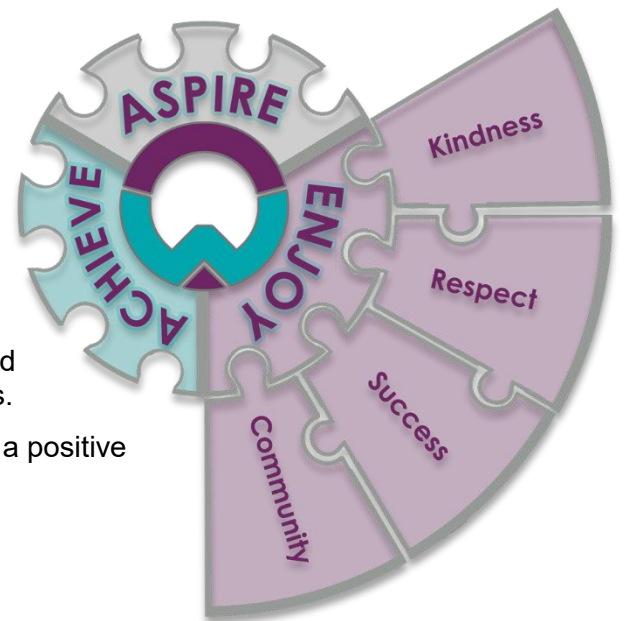 ASPIRE
ENJOY
ACHIEVE
Kindness
Respect
Success
Community
s.
a positive